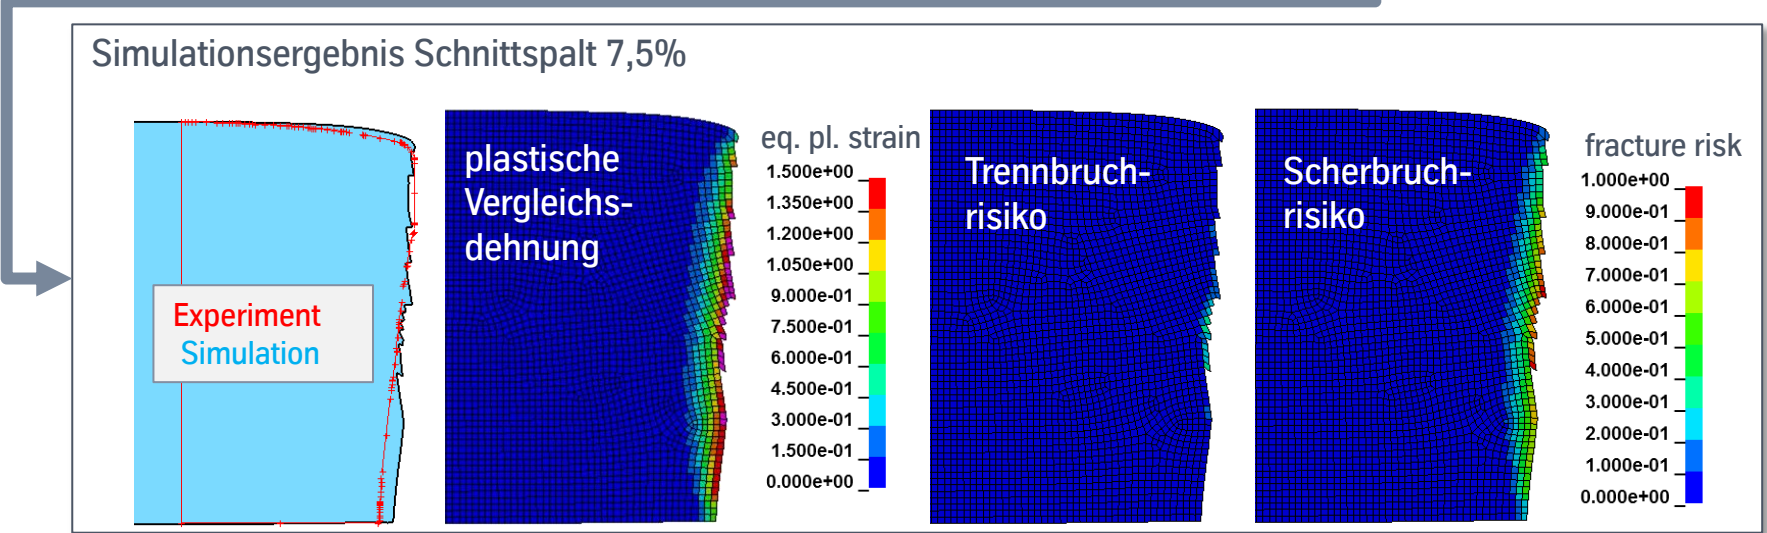 Simulationsergebnis Schnittspalt 7,5%
Experiment
Simulation
plastische
Vergleichs-
dehnung
eq. pl. strain
1.500e+00
1.350e+00
1.200e+00
1.050e+00
9.000e-01
7.500e-01
6.000e-01
4.500e-01
3.000e-01
1.500e-01
0.000e+00
Trennbruch-
risiko
Scherbruch-
risiko
fracture risk
1.000e+00
9.000e-01
8.000e-01
7.000e-01
6.000e-01
5.000e-01
4.000e-01
3.000e-01
2.000e-01
1.000e-01
0.000e+00